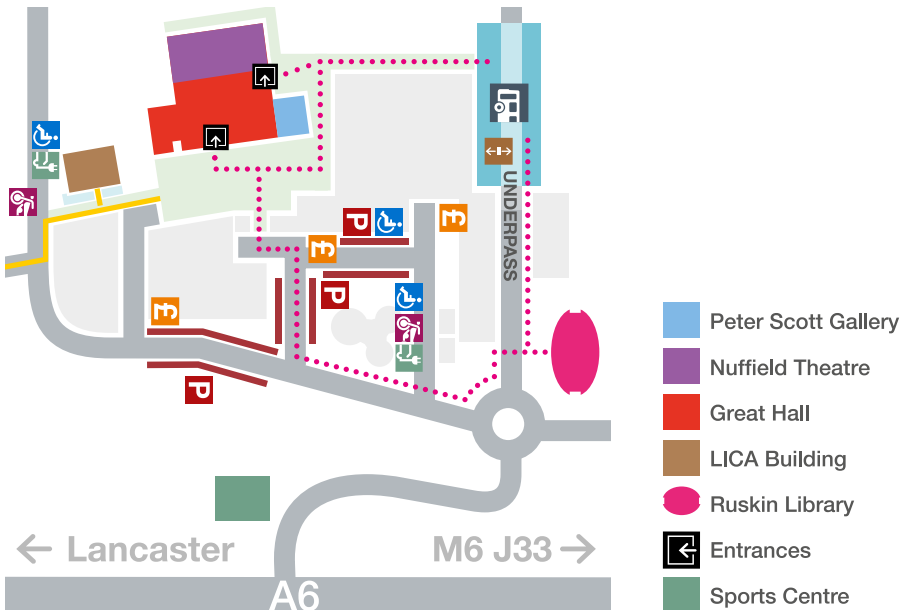 £
P
£
£
P
£
P
UNDERPASS
Peter Scott Gallery
Nuffield Theatre
Great Hall
LICA Building
Ruskin Library
Entrances
Sports Centre
← Lancaster
M6 J33 →
A6